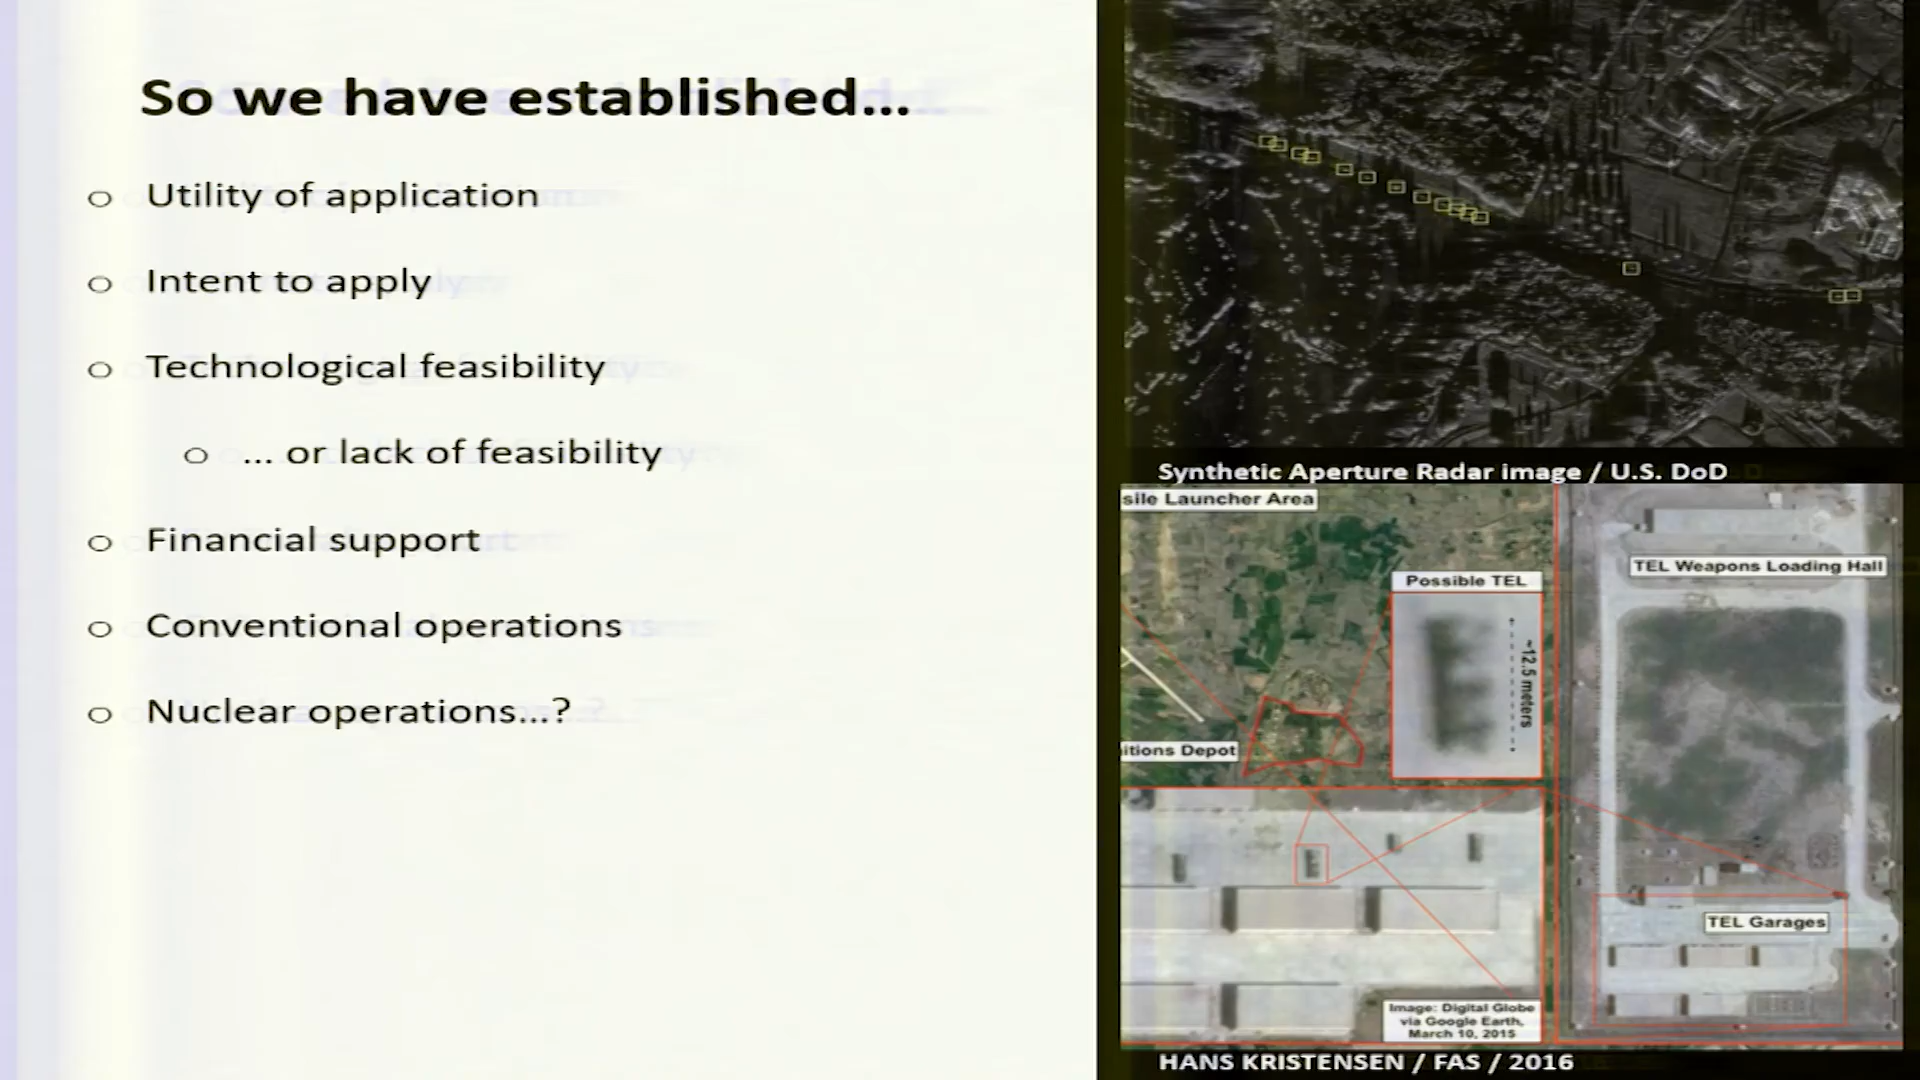 So we have established...
Utility of application
Intent to apply
Technological feasibility
... or lack of feasibility
Financial support
Conventional operations
Nuclear operations...?
Synthetic Aperture Radar image / U.S. DoD
sile Launcher Area
TEL Weapons Loading Hall
Possible TEL
~12.5 meters
itions Depot
TEL Garages
Image: Digital Globe
via Google Earth,
March 10, 2015
HANS KRISTENSEN / FAS / 2016